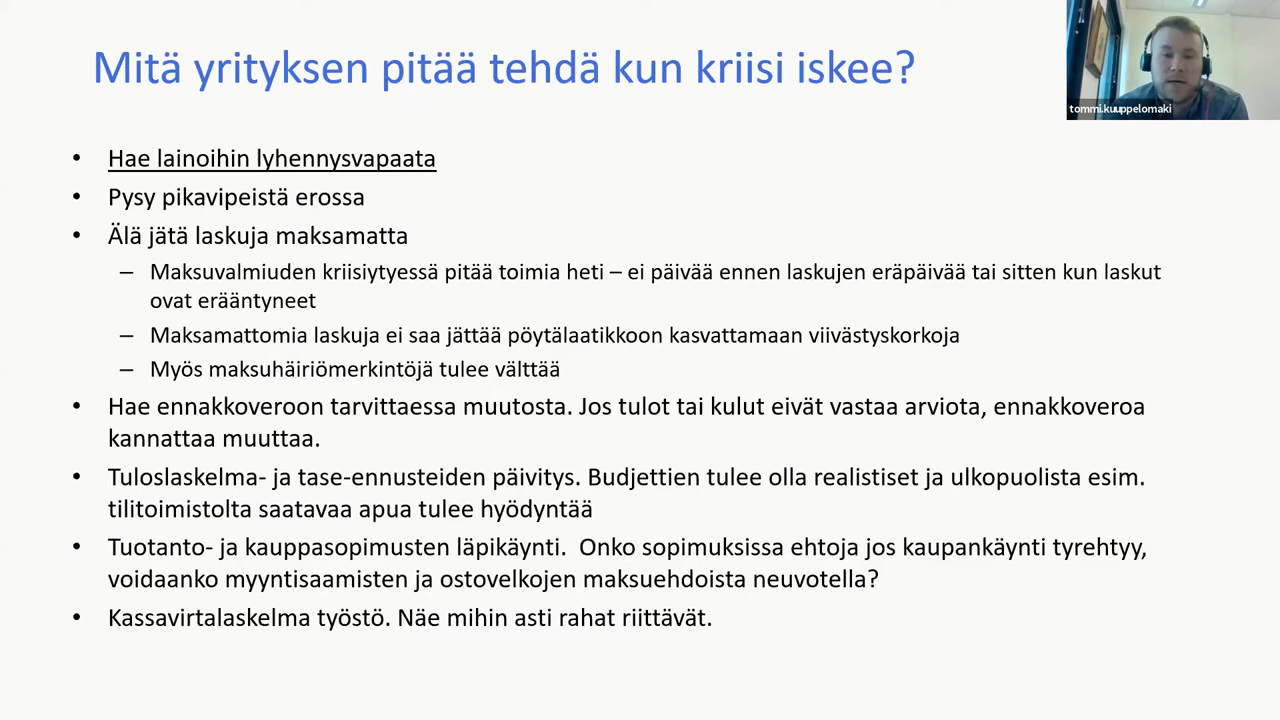 Mitä yrityksen pitää tehdä kun kriisi iskee?
tommi.kuuppelomaki
• Hae lainoihin lyhennysvapaata
• Pysy pikavipeistä erossa
• Älä jätä laskuja maksamatta
– Maksuvalmiuden kriisiytyessä pitää toimia heti – ei päivää ennen laskujen eräpäivää tai sitten kun laskut
ovat erääntyneet
– Maksamattomia laskuja ei saa jättää pöytälaatikkoon kasvattamaan viivästyskorkoja
– Myös maksuhäiriömerkintöjä tulee välttää
• Hae ennakkoveroon tarvittaessa muutosta. Jos tulot tai kulut eivät vastaa arviota, ennakkoveroa
kannattaa muuttaa.
• Tuloslaskelma- ja tase-ennusteiden päivitys. Budjettien tulee olla realistiset ja ulkopuolista esim.
tilitoimistolta saatavaa apua tulee hyödyntää
• Tuotanto- ja kauppasopimusten läpikäynti.  Onko sopimuksissa ehtoja jos kaupankäynti tyrehtyy,
voidaanko myyntisaamisten ja ostovelkojen maksuehdoista neuvotella?
• Kassavirtalaskelma työstö. Näe mihin asti rahat riittävät.